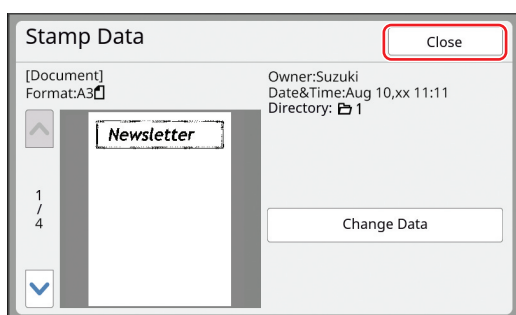 Stamp Data
Close
[Document]
Format:A3
Owner:Suzuki
Date&Time:Aug 10,xx 11:11
Directory: 1
Newsletter
1
/
4
Change Data